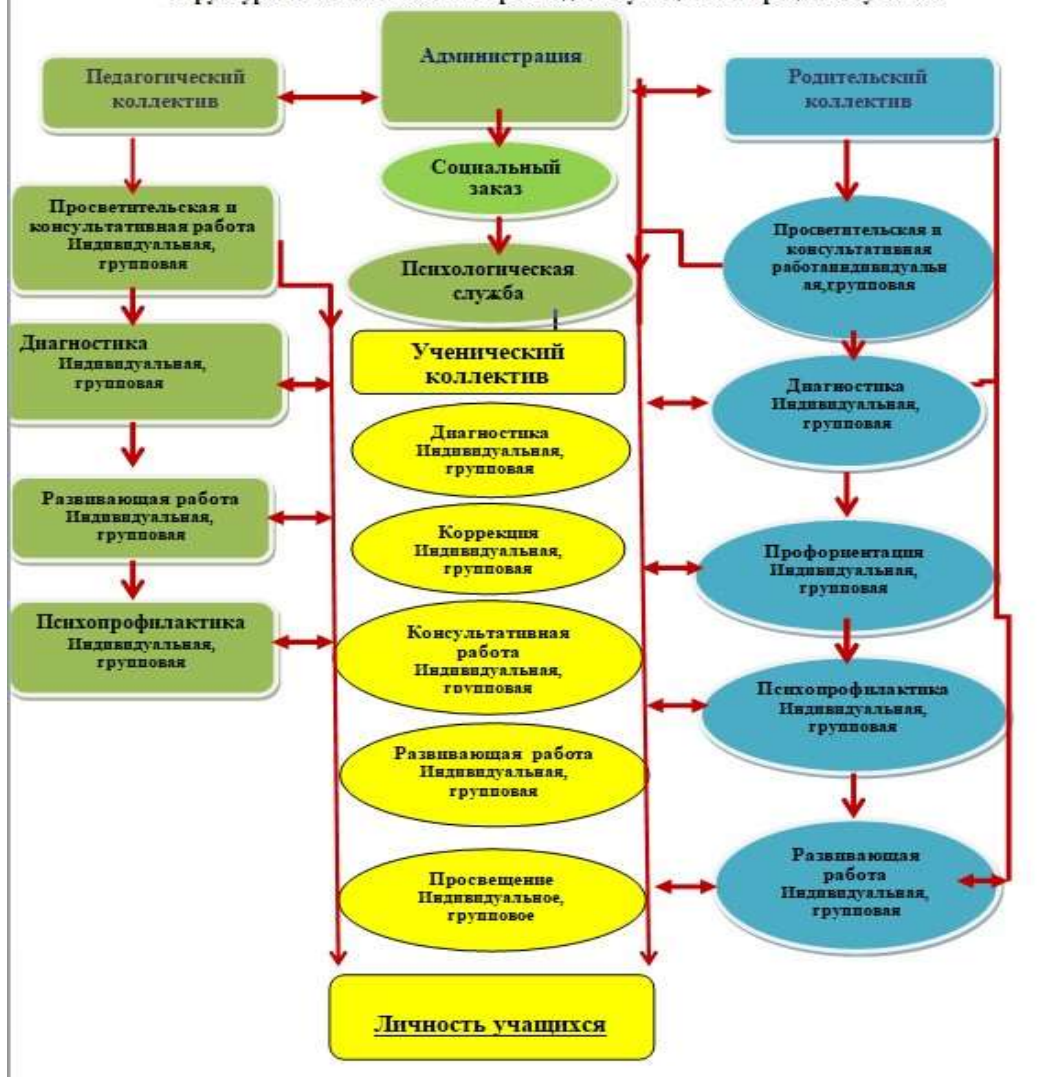 Администрация
Педагогический
коллектив
Родительский
коллектив
Социальный
заказ
Психологическая
служба
Просветительская и
консультативная работа
Индивидуальная,
групповая
Диагностика
Индивидуальная,
групповая
Развивающая работа
Индивидуальная,
групповая
Психопрофилактика
Индивидуальная,
групповая
Ученический
коллектив
Диагностика
Индивидуальная,
групповая
Коррекция
Индивидуальная,
групповая
Консультативная
работа
Индивидуальная,
групповая
Развивающая работа
Индивидуальная,
групповая
Просвещение
Индивидуальное,
групповое
Просветительская и
консультативная
работаиндивидуальн
ая,групповая
Диагностика
Индивидуальная,
групповая
Профориентация
Индивидуальная,
групповая
Психопрофилактика
Индивидуальная,
групповая
Развивающая
работа
Индивидуальная,
групповая
Личность учащихся